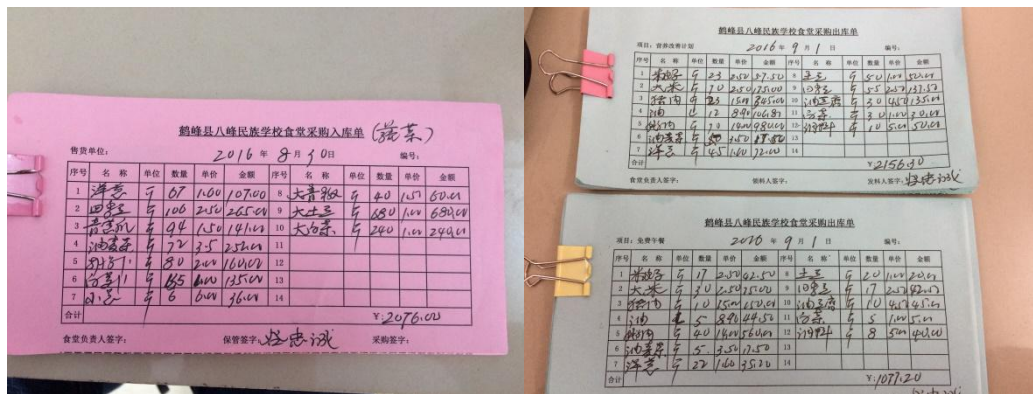 鹤峰县八峰民族学校食堂采购入库单 (蔬菜)
售货单位: 2016 年 8 月 30 日 编号:
序号 名 称 单位 数量 单价 金额 序号 名 称 单位 数量 单价 金额
1 洋葱 斤 67 1.60 107.00 8 40 1.51 60.00
2 四季豆 斤 106 2.50 265.00 9 大土豆 斤 680 1.00 680.00
3 斤 94 1.50 141.00 10 大白菜 斤 240 1.00 240.00
4 油麦菜 斤 72 3.5 252.00 11
5 斤 80 2.00 160.00 12
6 斤 135.00 13
7 小葱 斤 6 6.00 36.00 14
合计 ¥:2076.00
食堂负责人签字: 保管签字: 采购签字:
鹤峰县八峰民族学校食堂采购出库单
项目: 营养改善计划 2016 年 9 月 1 日 编号:
序号 名 称 单位 数量 单价 金额 序号 名 称 单位 数量 单价 金额
1 斤 23 2.50 57.50 8 土豆 斤 50 1.00 50.00
2 大米 斤 70 2.50 175.00 9 四季豆 斤 55 2.50 137.50
3 斤 23 15.00 345.00 10 斤 30 4.50 135.00
4 油 12 8.90 106.80 11 斤 30 1.00 30.00
5 斤 70 14.00 980.00 12 斤 10 5.00 50.00
6 油麦菜 斤 3.50 13
7 洋葱 斤 45 1.60 72.00 14
合计 ¥:2156.30
食堂负责人签字: 领料人签字: 发料人签字:
鹤峰县八峰民族学校食堂采购出库单
项目: 免费午餐 2016 年 9 月 1 日 编号:
序号 名 称 单位 数量 单价 金额 序号 名 称 单位 数量 单价 金额
1 斤 17 2.50 42.50 8 土豆 斤 20 1.00 20.00
2 大米 斤 30 2.50 75.00 9 四季豆 斤 17 2.50 42.50
3 斤 10 15.00 150.00 10 斤 10 4.50 45.00
4 油 5 8.90 44.50 11 斤 5 1.00 5.00
5 斤 40 14.00 560.00 12 斤 8 5.00 40.00
6 油麦菜 斤 5 3.50 17.50 13
7 洋葱 斤 22 1.60 35.20 14
合计 ¥:1077.20